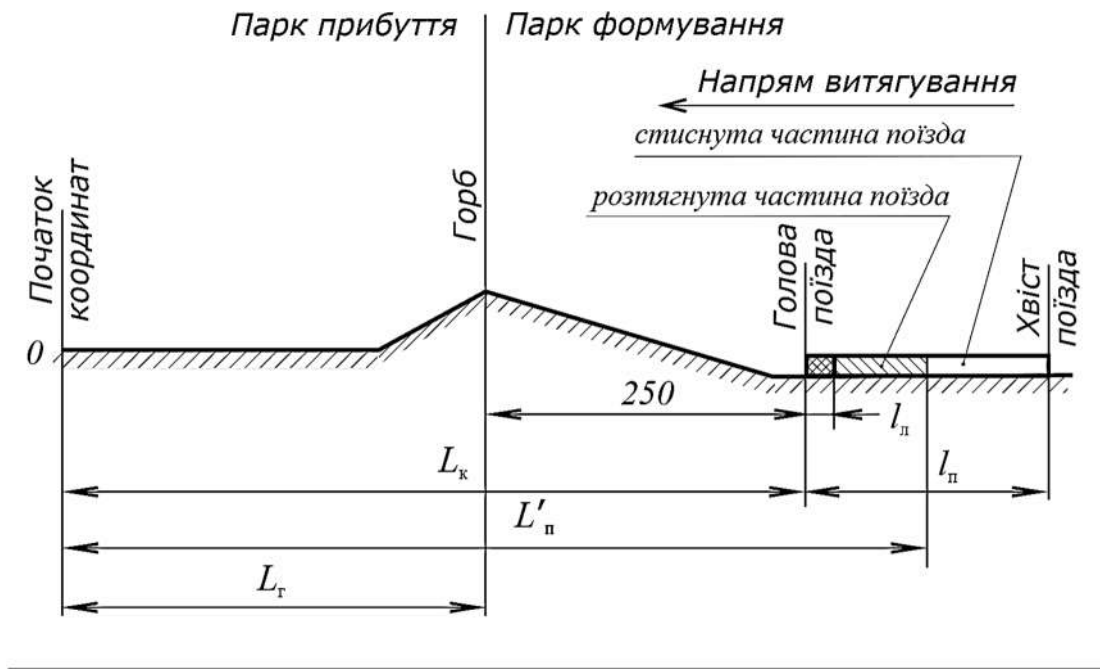 Парк прибуття
Парк формування
Напрям витягування
стиснута частина поїзда
розтягнута частина поїзда
Початок
координат
Горб
Голова
поїзда
Хвіст
поїзда
0
250
lл
Lк
lп
L′п
Lг